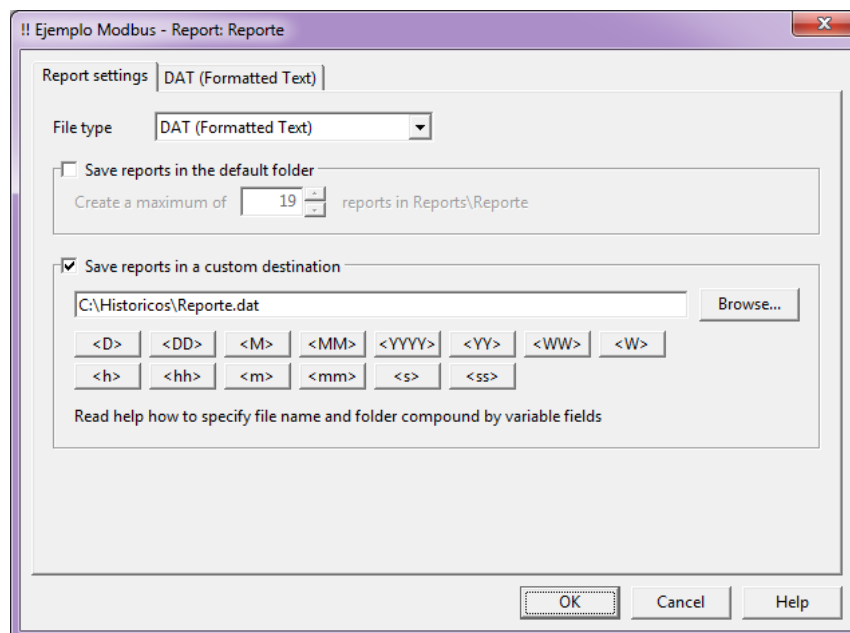 !! Ejemplo Modbus - Report: Reporte
Report settings DAT (Formatted Text)
File type DAT (Formatted Text)
Save reports in the default folder
Create a maximum of 19 reports in Reports\Reporte
Save reports in a custom destination
C:\Historicos\Reporte.dat Browse...
<D> <DD> <M> <MM> <YYYY> <YY> <WW> <W>
<h> <hh> <m> <mm> <s> <ss>
Read help how to specify file name and folder compound by variable fields
OK Cancel Help